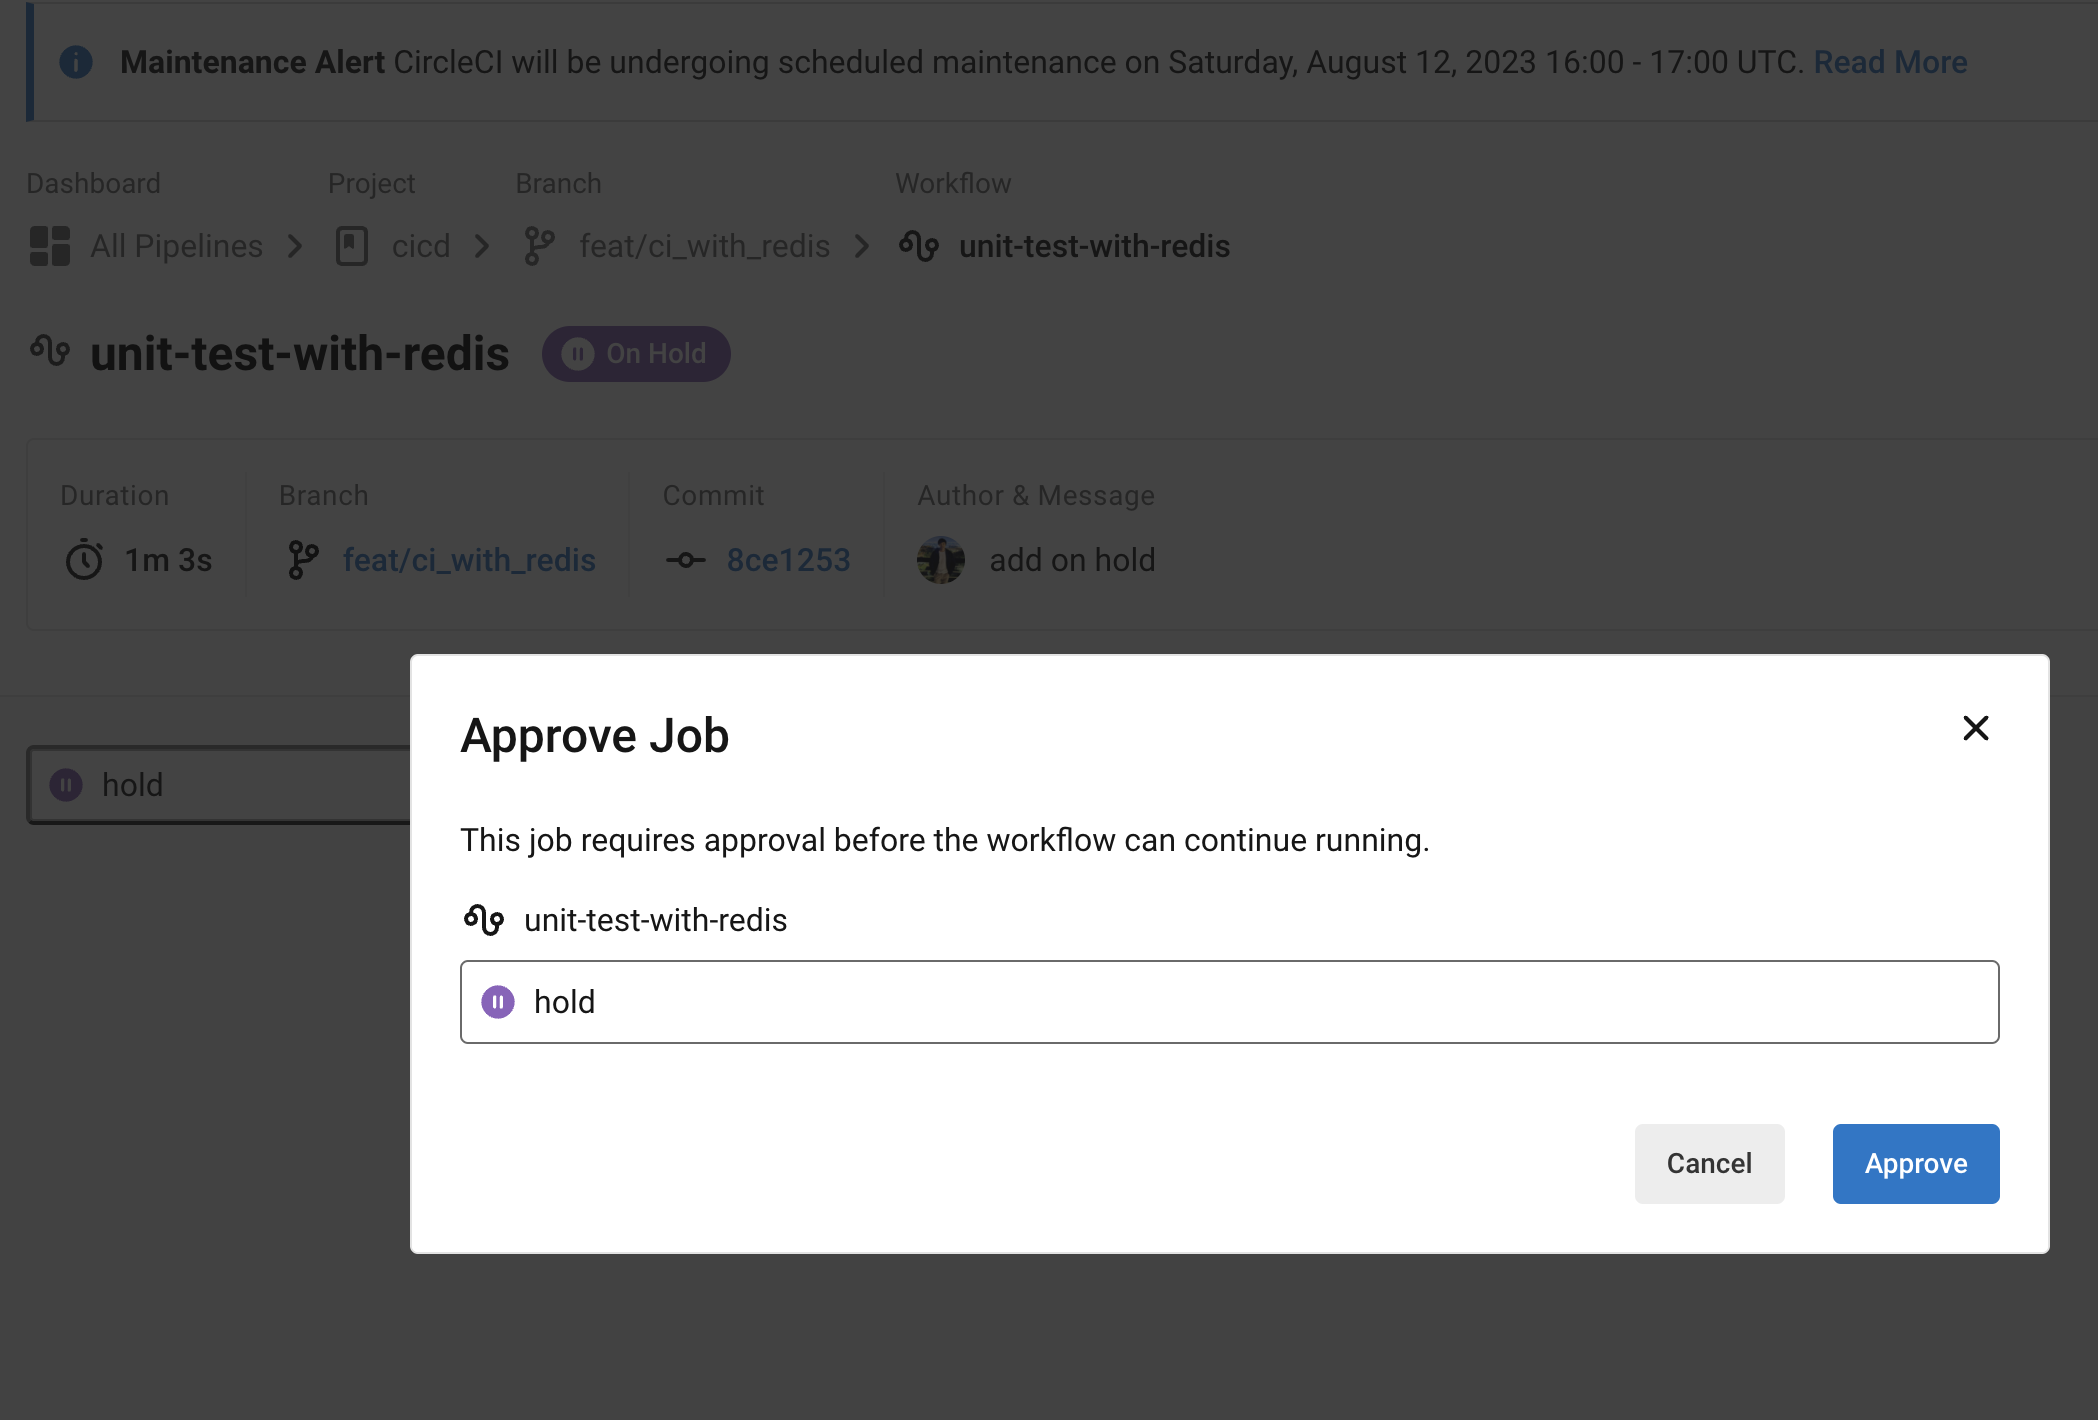 Maintenance Alert CircleCI will be undergoing scheduled maintenance on Saturday, August 12, 2023 16:00 - 17:00 UTC. Read More
Dashboard Project Branch Workflow
All Pipelines cicd feat/ci_with_redis unit-test-with-redis
unit-test-with-redis On Hold
Duration Branch Commit Author & Message
1m 3s feat/ci_with_redis 8ce1253 add on hold
hold
Approve Job
This job requires approval before the workflow can continue running.
unit-test-with-redis
hold
Cancel Approve